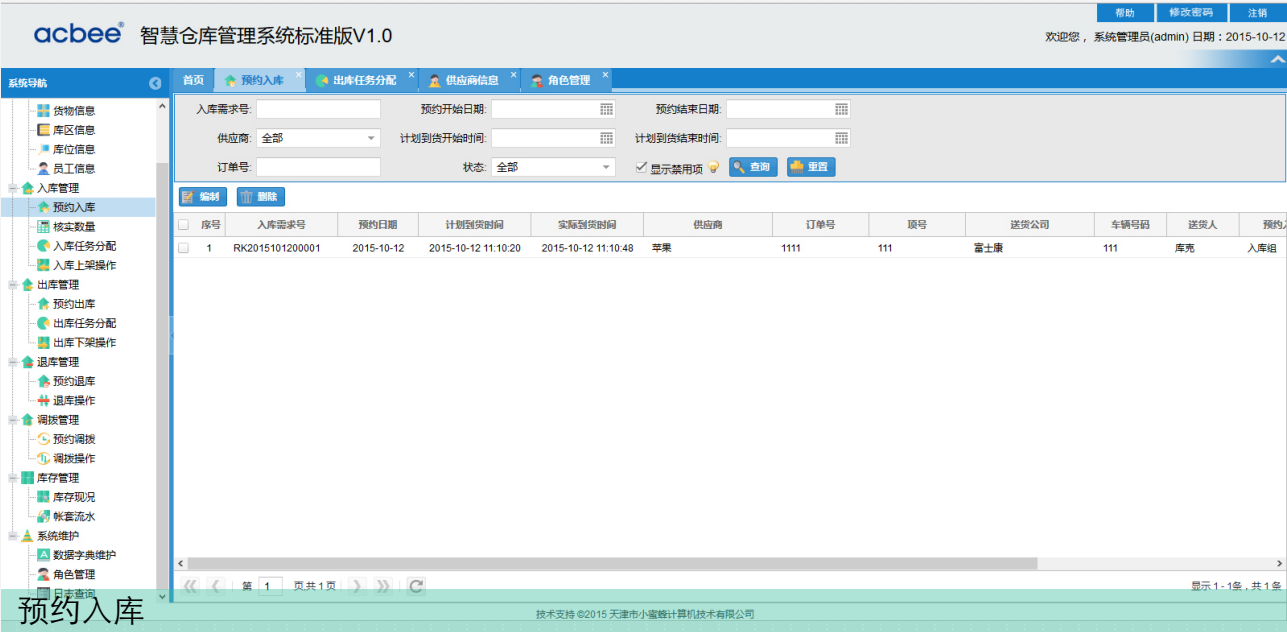 帮助 修改密码 注销
acbee® 智慧仓库管理系统标准版V1.0
欢迎您， 系统管理员(admin) 日期：2015-10-12
系统导航
首页 预约入库 出库任务分配 供应商信息 角色管理
货物信息
库区信息
库位信息
员工信息
入库管理
预约入库
核实数量
入库任务分配
入库上架操作
出库管理
预约出库
出库任务分配
出库下架操作
退库管理
预约退库
退库操作
调拨管理
预约调拨
调拨操作
库存管理
库存现况
帐套流水
系统维护
数据字典维护
角色管理
日志查询
入库需求号: 预约开始日期: 预约结束日期:
供应商: 全部 计划到货开始时间: 计划到货结束时间:
订单号: 状态: 全部 显示禁用项 查询 重置
编制 删除
序号 入库需求号 预约日期 计划到货时间 实际到货时间 供应商 订单号 项号 送货公司 车辆号码 送货人 预约
1 RK2015101200001 2015-10-12 2015-10-12 11:10:20 2015-10-12 11:10:48 苹果 1111 111 富士康 111 库克 入库组
第 1 页,共1页
显示 1 - 1条，共 1 条
预约入库
技术支持 ©2015 天津市小蜜蜂计算机技术有限公司